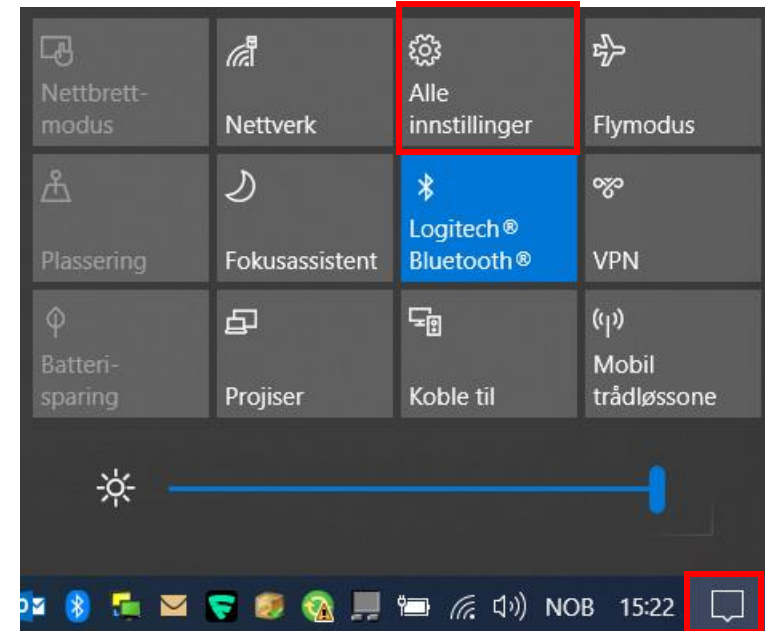 Nettbrett-
modus
Nettverk
Alle
innstillinger
Flymodus
Plassering
Fokusassistent
Logitech®
Bluetooth®
VPN
Batteri-
sparing
Projiser
Koble til
Mobil
trådløssone
NOB 15:22